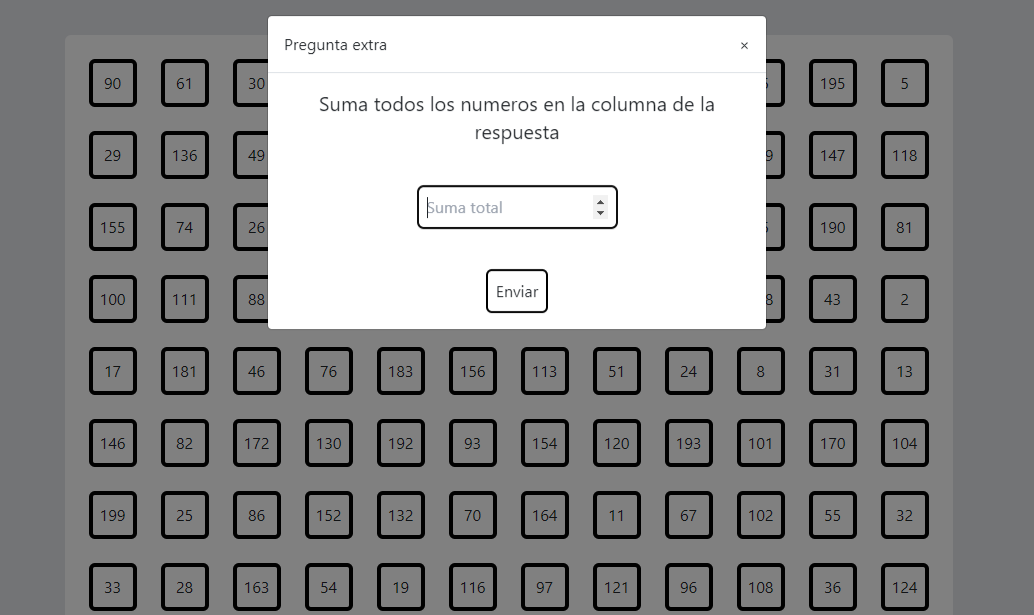 Pregunta extra ×
Suma todos los numeros en la columna de la
respuesta
Suma total
Enviar
90 61 30 195 5
29 136 49 147 118
155 74 26 190 81
100 111 88 43 2
17 181 46 76 183 156 113 51 24 8 31 13
146 82 172 130 192 93 154 120 193 101 170 104
199 25 86 152 132 70 164 11 67 102 55 32
33 28 163 54 19 116 97 121 96 108 36 124